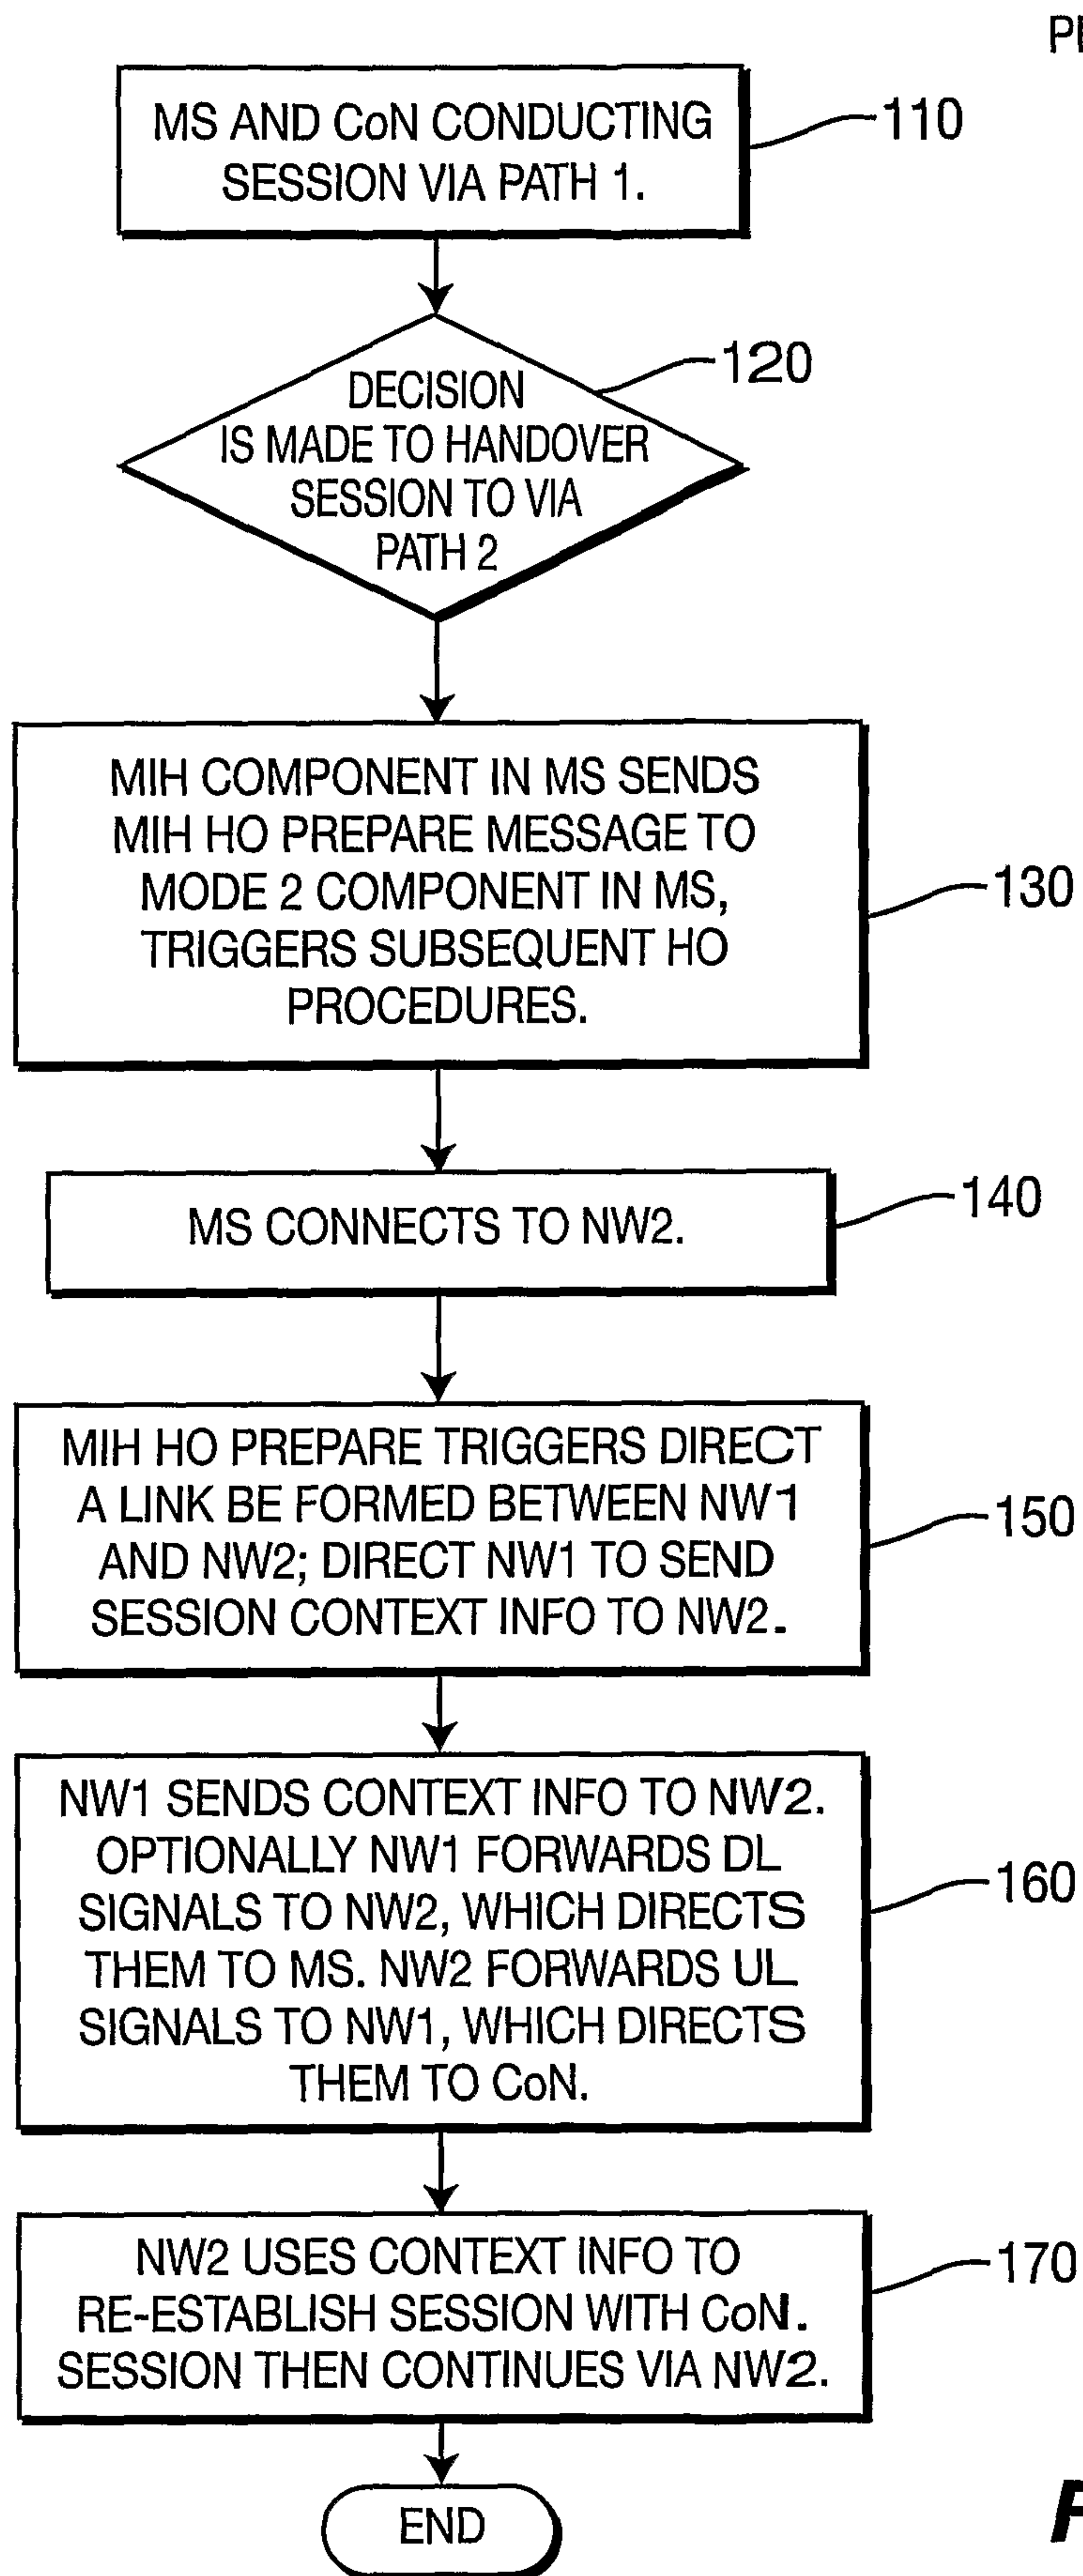 MS AND CoN CONDUCTING
SESSION VIA PATH 1.
110
DECISION
IS MADE TO HANDOVER
SESSION TO VIA
PATH 2
120
MIH COMPONENT IN MS SENDS
MIH HO PREPARE MESSAGE TO
MODE 2 COMPONENT IN MS,
TRIGGERS SUBSEQUENT HO
PROCEDURES.
130
MS CONNECTS TO NW2.
140
MIH HO PREPARE TRIGGERS DIRECT
A LINK BE FORMED BETWEEN NW1
AND NW2; DIRECT NW1 TO SEND
SESSION CONTEXT INFO TO NW2.
150
NW1 SENDS CONTEXT INFO TO NW2.
OPTIONALLY NW1 FORWARDS DL
SIGNALS TO NW2, WHICH DIRECTS
THEM TO MS. NW2 FORWARDS UL
SIGNALS TO NW1, WHICH DIRECTS
THEM TO CoN.
160
NW2 USES CONTEXT INFO TO
RE-ESTABLISH SESSION WITH CoN.
SESSION THEN CONTINUES VIA NW2.
170
END